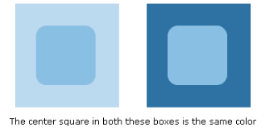 The center square in both these boxes is the same color